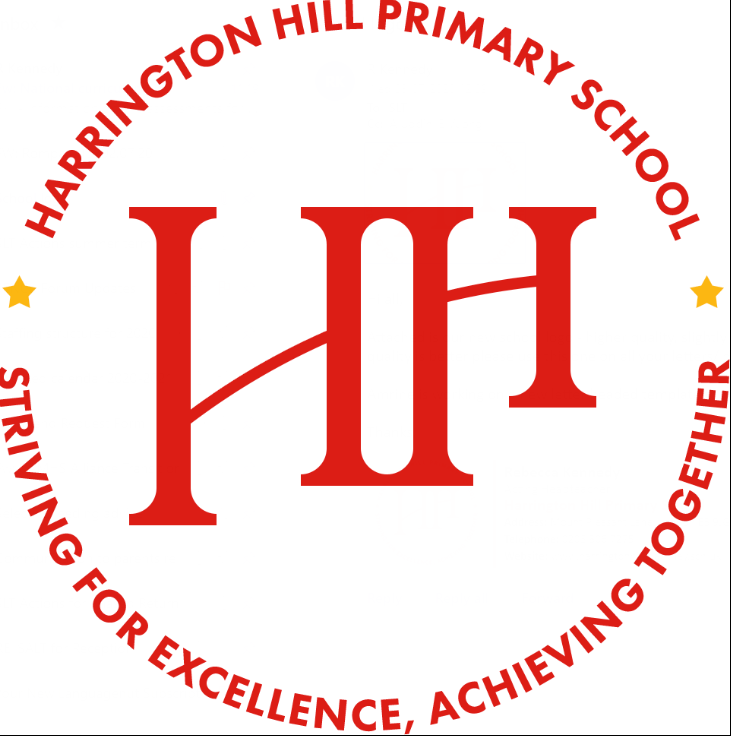 HARRINGTON HILL PRIMARY SCHOOL
HH
STRIVING FOR EXCELLENCE, ACHIEVING TOGETHER